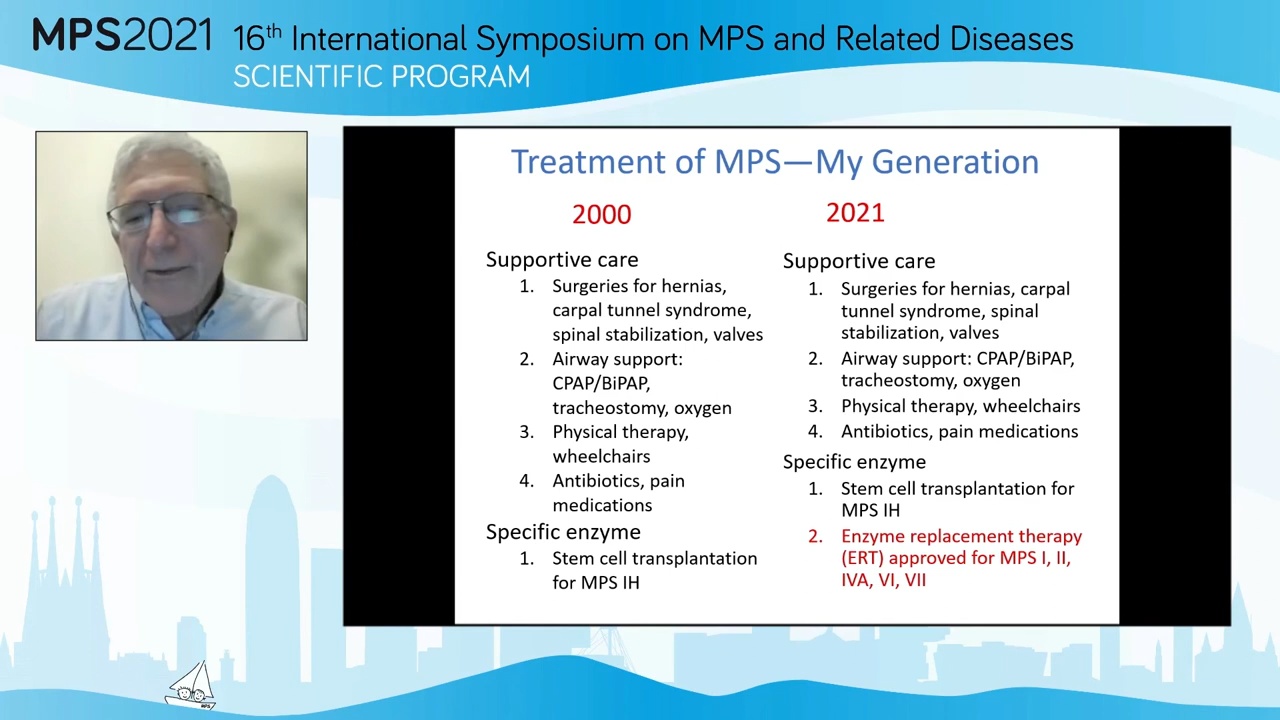 MPS2021 16th International Symposium on MPS and Related Diseases
SCIENTIFIC PROGRAM
Treatment of MPS—My Generation
2000
Supportive care
1. Surgeries for hernias,
carpal tunnel syndrome,
spinal stabilization, valves
2. Airway support:
CPAP/BiPAP,
tracheostomy, oxygen
3. Physical therapy,
wheelchairs
4. Antibiotics, pain
medications
Specific enzyme
1. Stem cell transplantation
for MPS IH
2021
Supportive care
1. Surgeries for hernias, carpal
tunnel syndrome, spinal
stabilization, valves
2. Airway support: CPAP/BiPAP,
tracheostomy, oxygen
3. Physical therapy, wheelchairs
4. Antibiotics, pain medications
Specific enzyme
1. Stem cell transplantation for
MPS IH
2. Enzyme replacement therapy
(ERT) approved for MPS I, II,
IVA, VI, VII
MPS